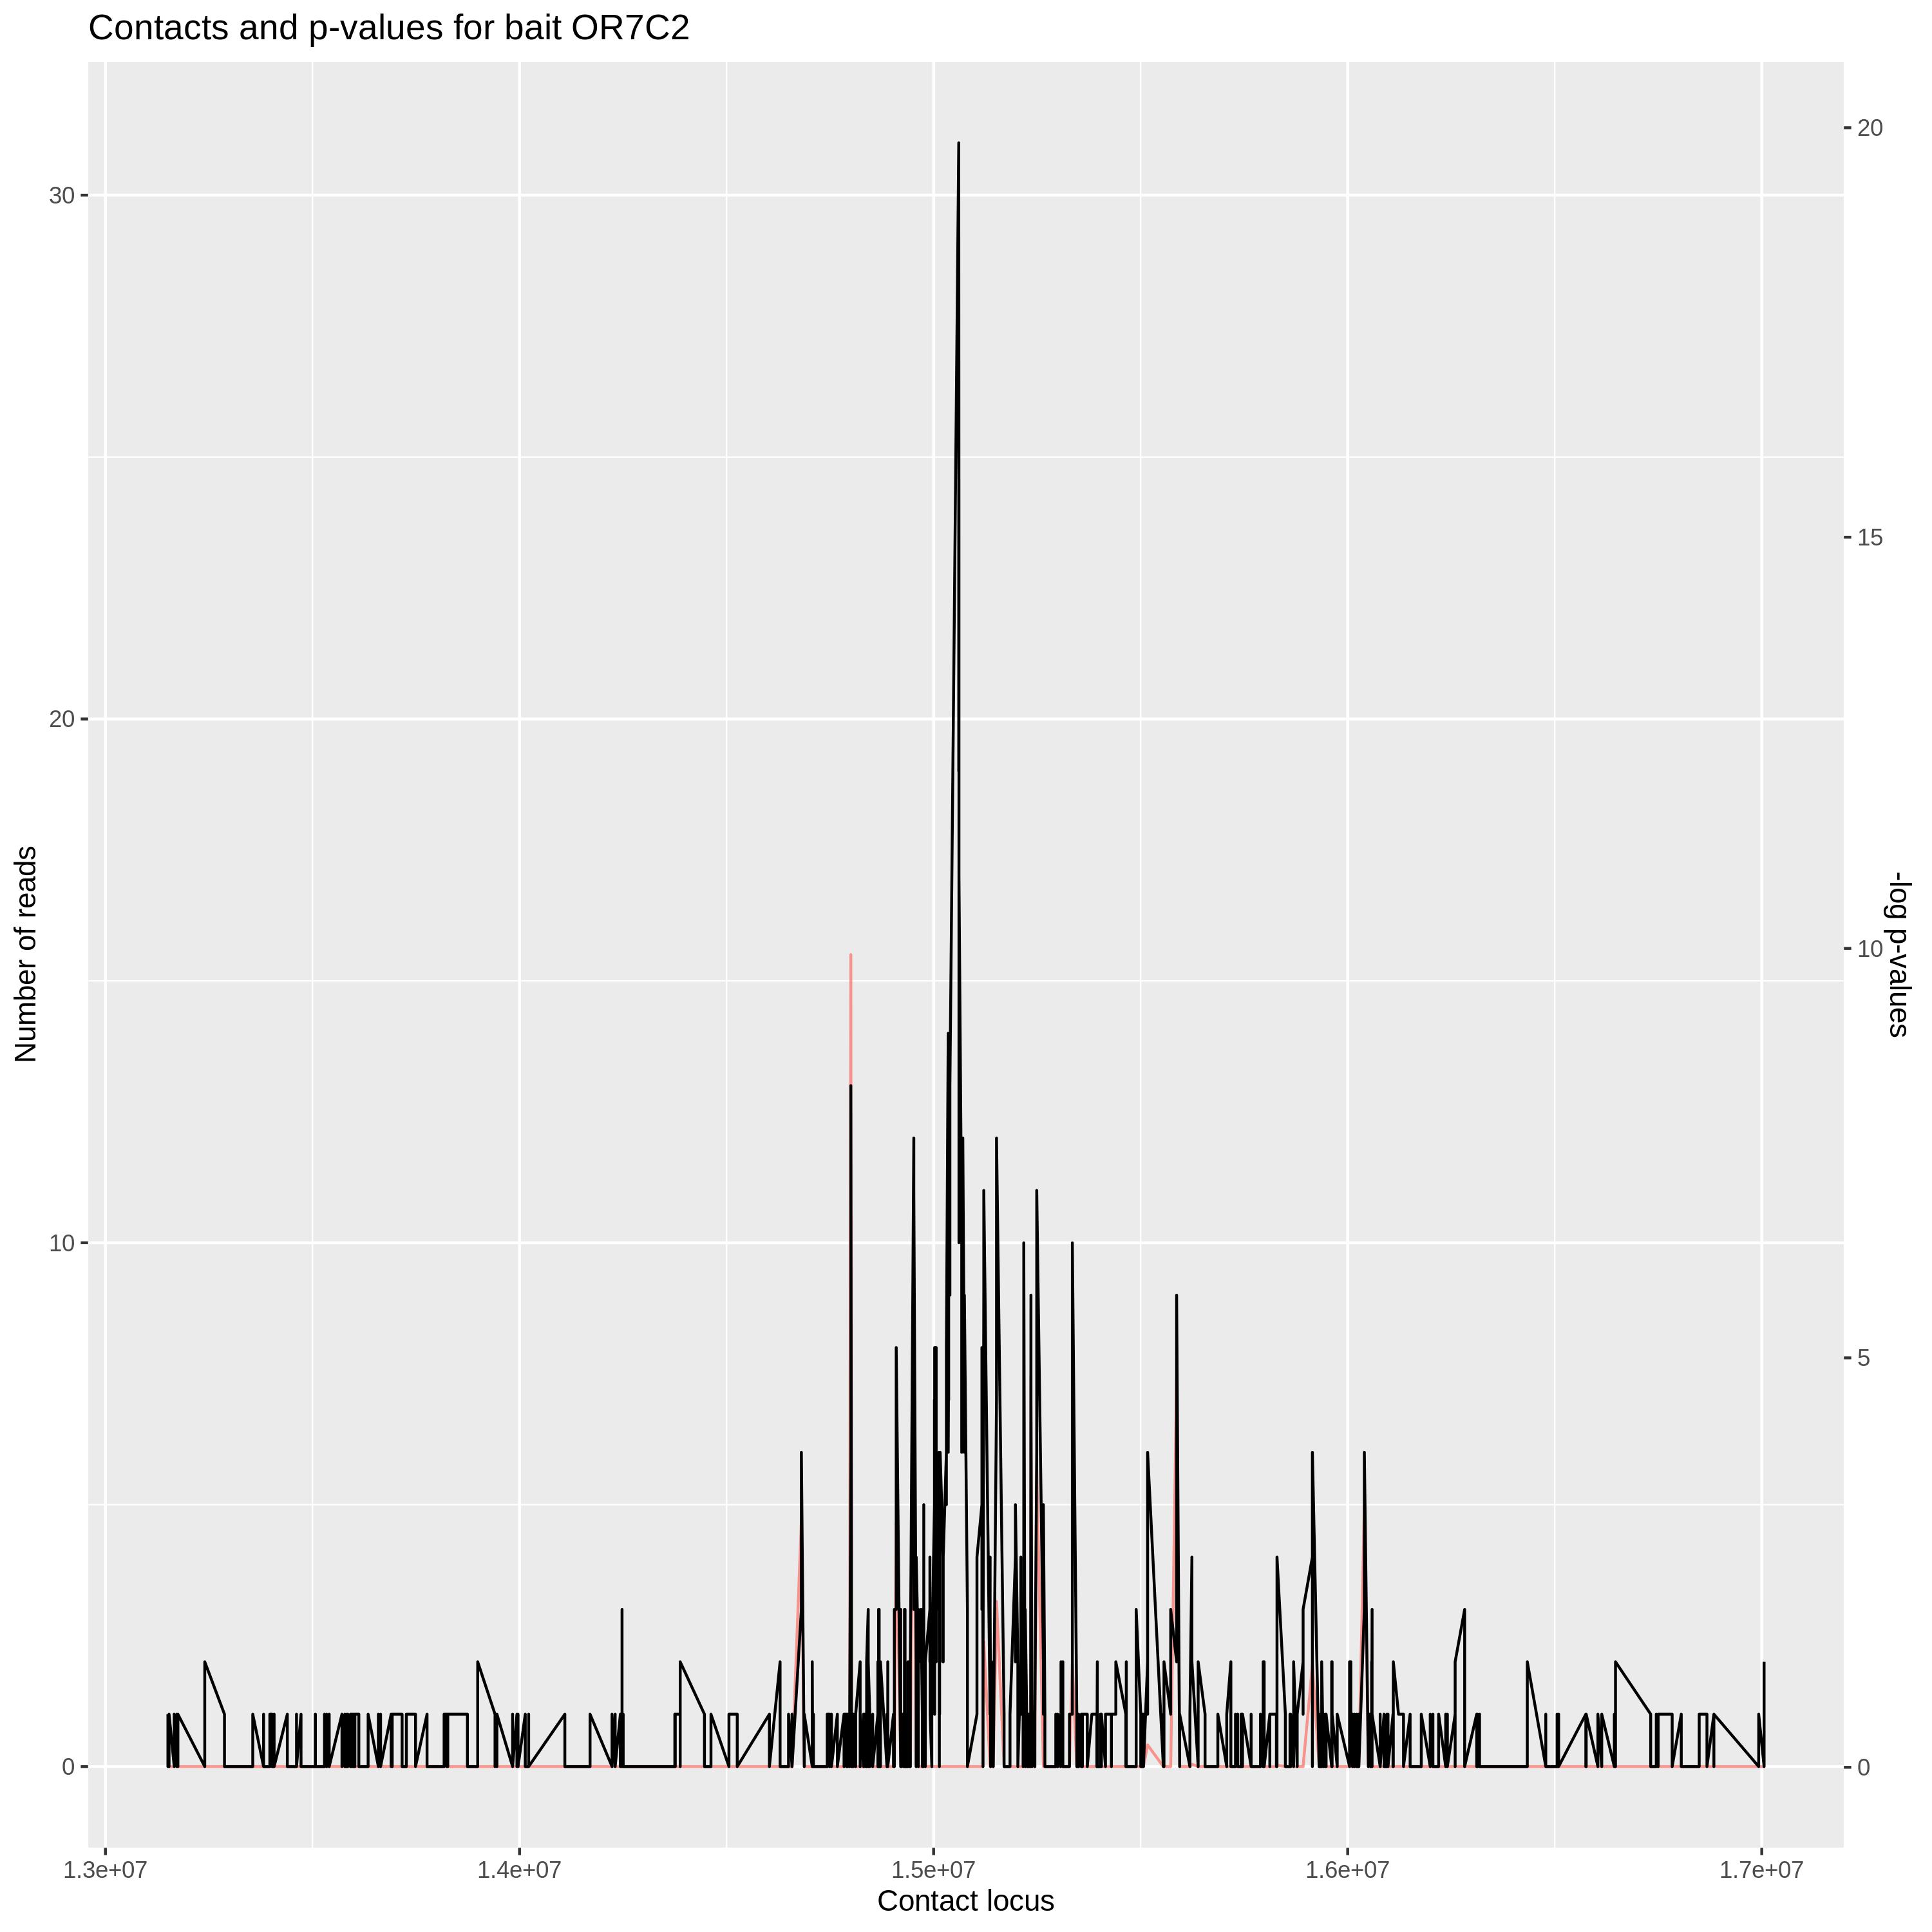 Contacts and p-values for bait OR7C2
30
20
10
0
Number of reads
20
15
10
5
0
-log p-values
1.3e+07
1.4e+07
1.5e+07
1.6e+07
1.7e+07
Contact locus